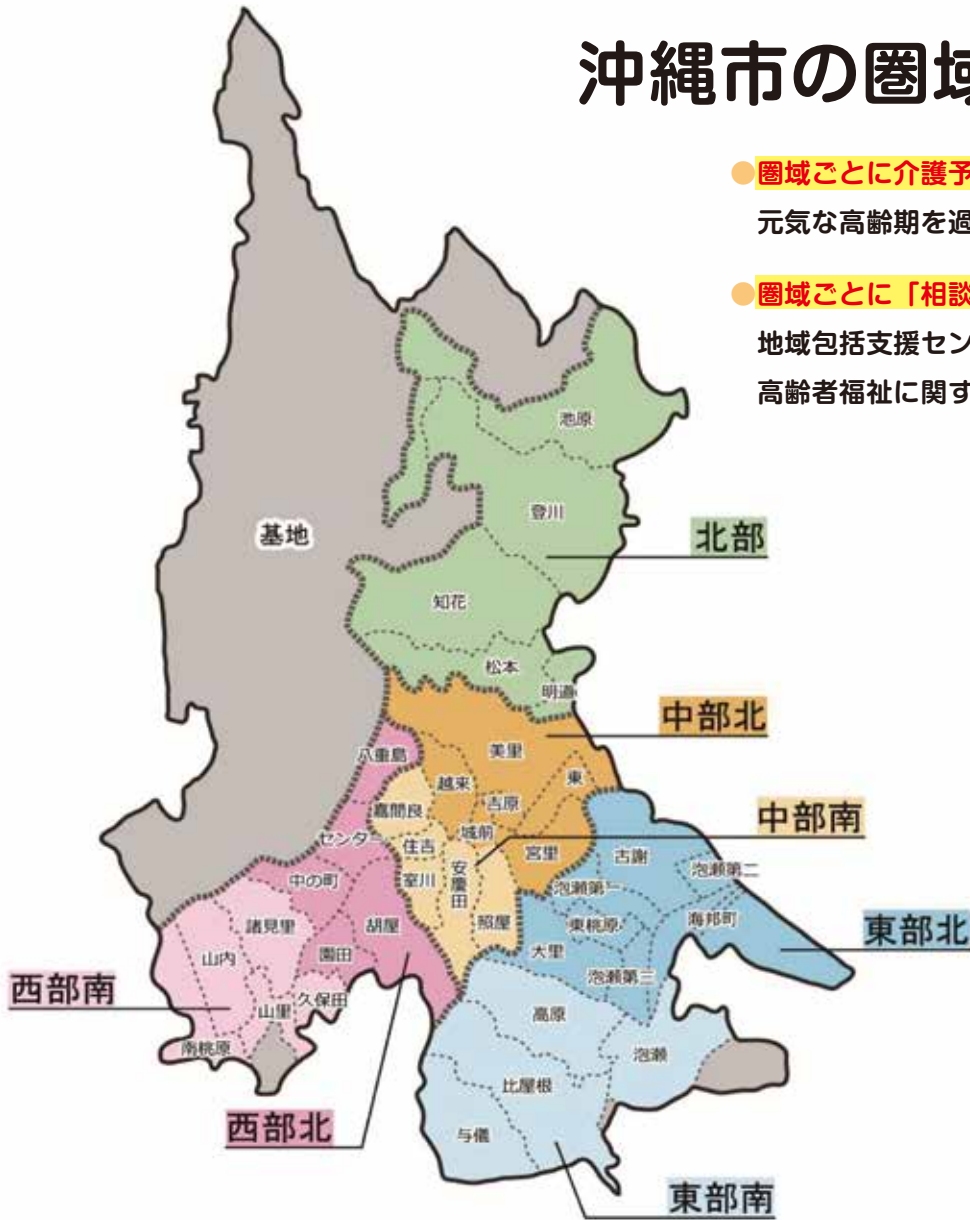 沖縄市の圏域
●圏域ごとに介護予
元気な高齢期を過
●圏域ごとに「相談
地域包括支援セン
高齢者福祉に関す
基地
池原
登川
北部
知花
松本
明道
中部北
八重島
美里
越来
東
嘉間良
吉原
中部南
センター
住吉
城前
宮里
古謝
泡瀬第二
中の町
室川
安慶田
泡瀬第一
諸見里
胡屋
照屋
東桃原
海邦町
東部北
山内
園田
大里
泡瀬第三
西部南
山里
久保田
高原
南桃原
泡瀬
比屋根
西部北
与儀
東部南